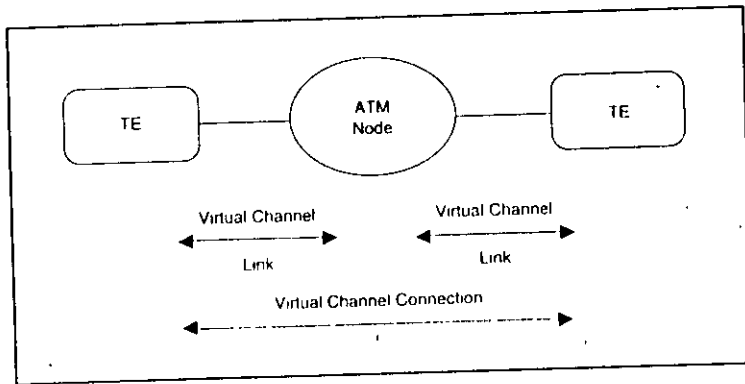 TE
ATM
Node
TE
Virtual Channel
Link
Virtual Channel
Link
Virtual Channel Connection